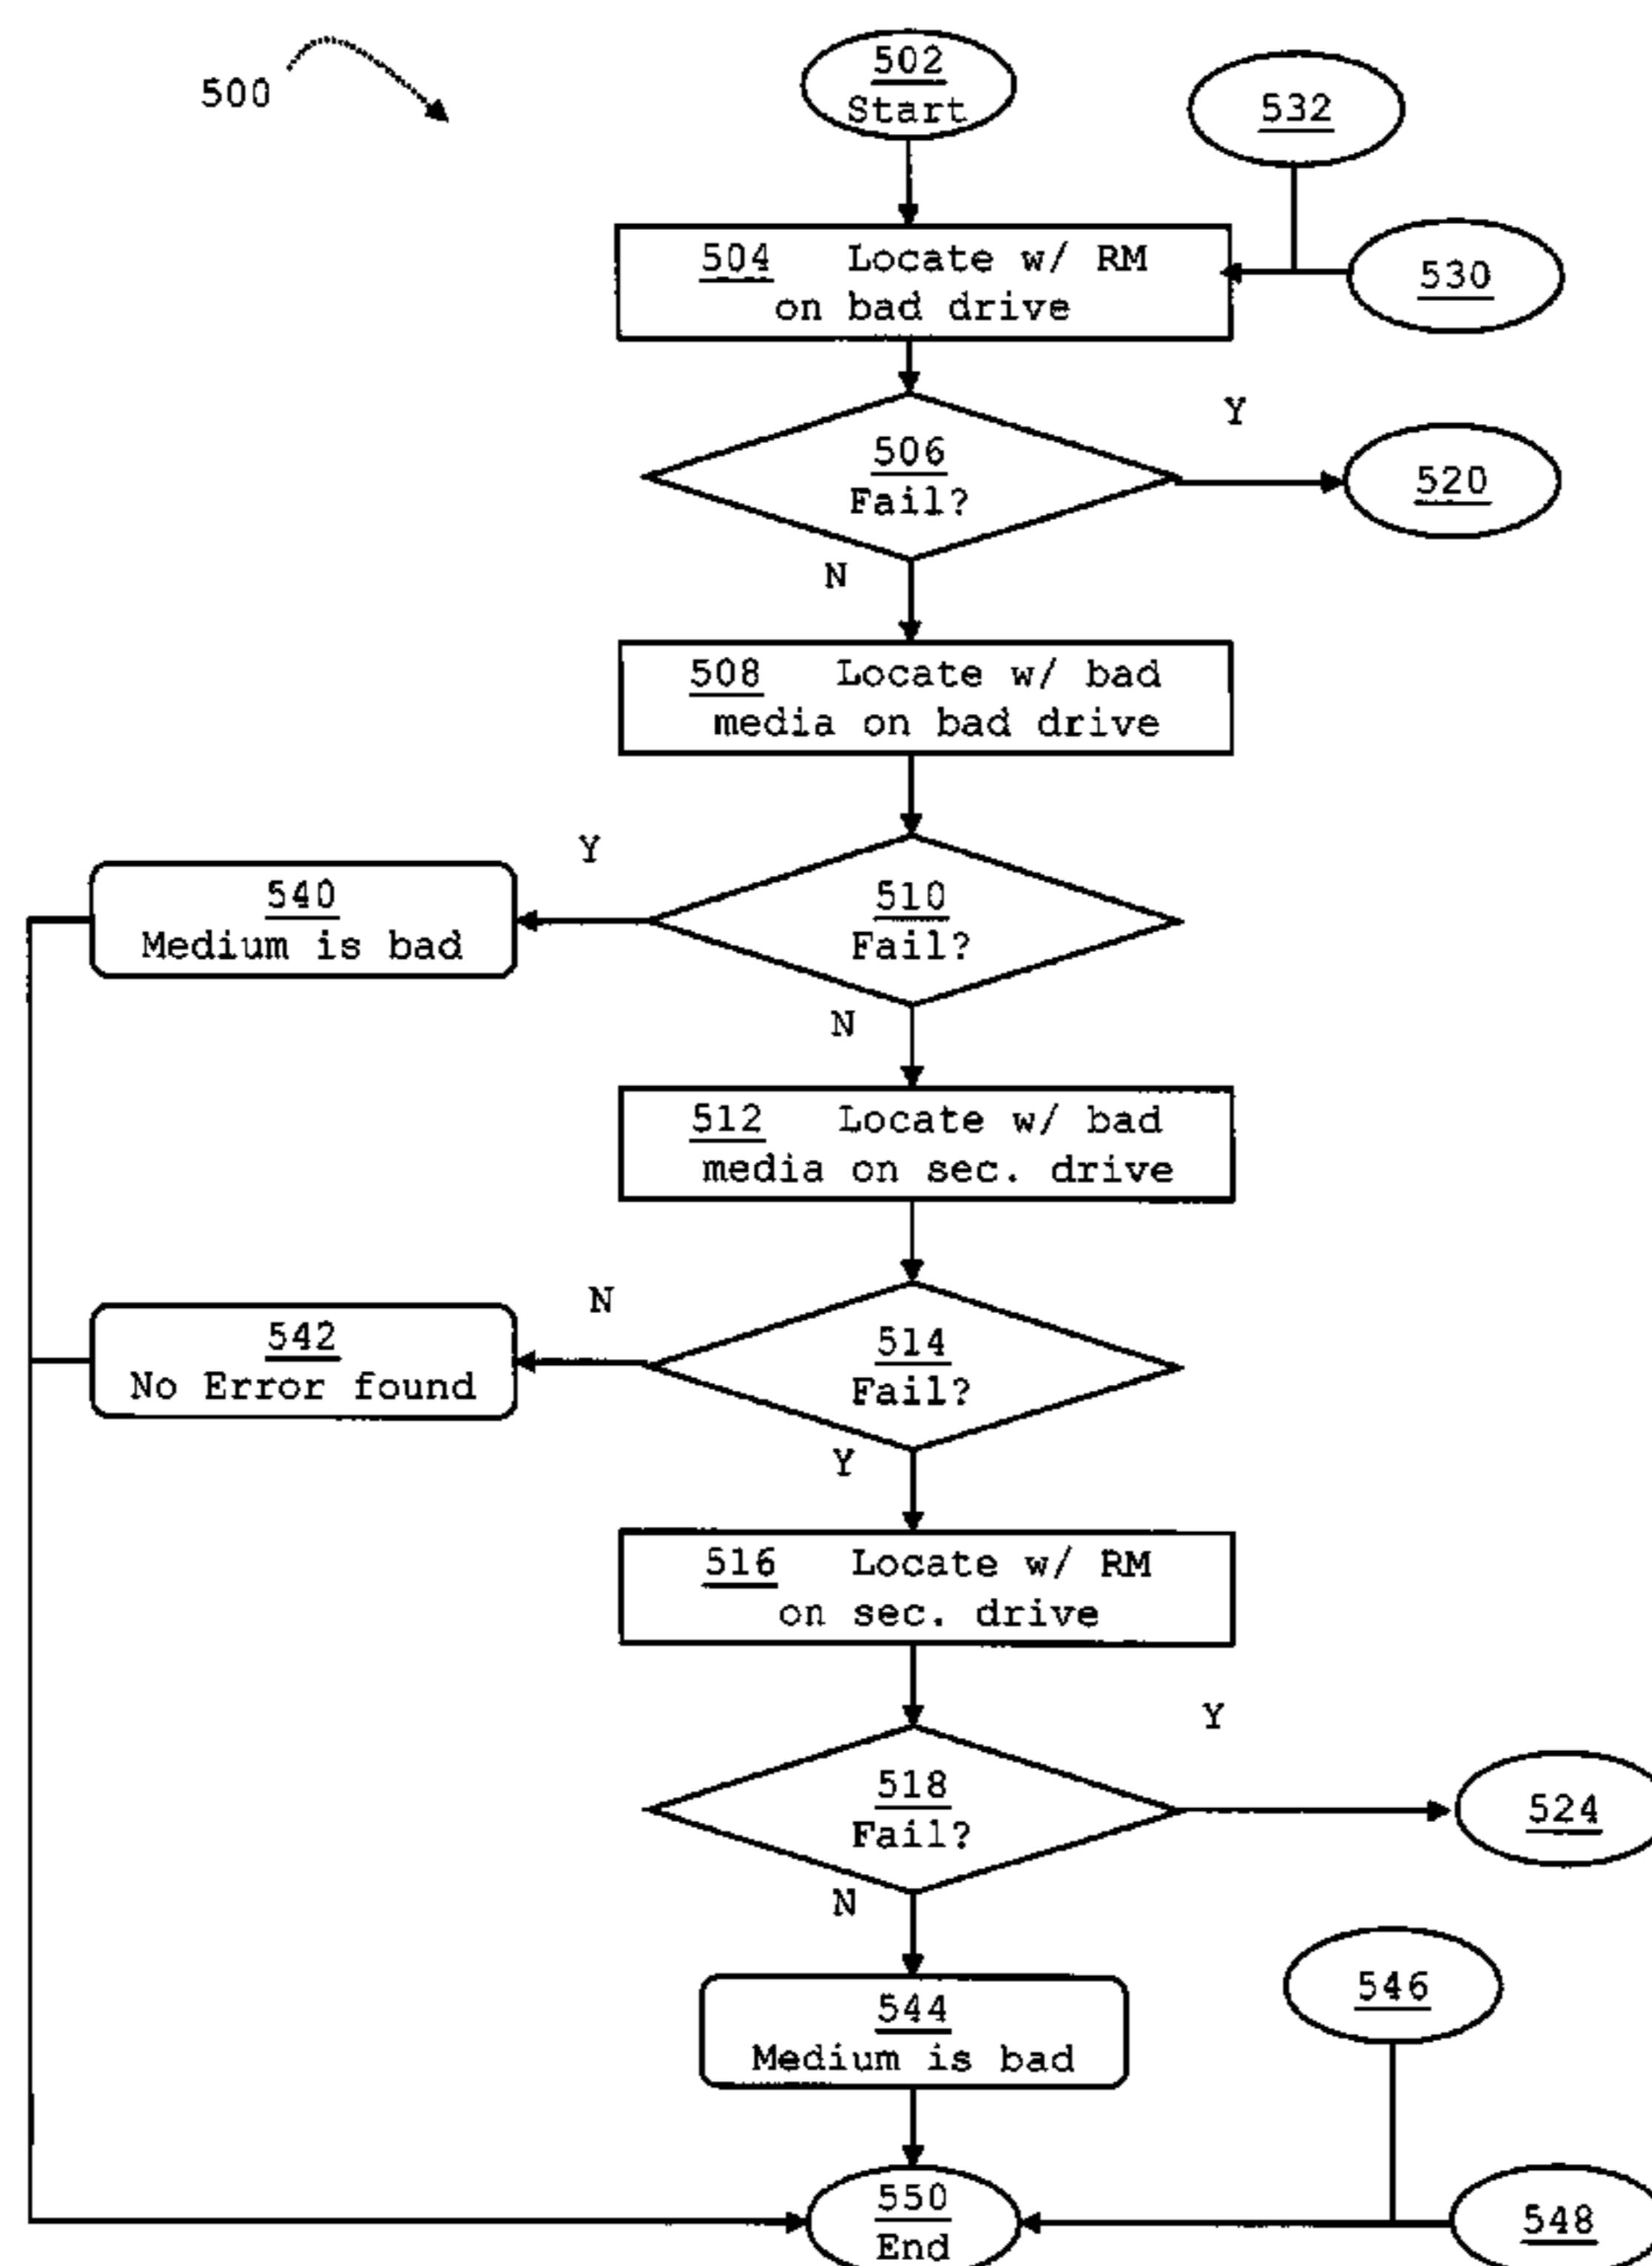 500
502
Start
532
504 Locate w/ RM
on bad drive
530
506
Fail?
Y
520
N
508 Locate w/ bad
media on bad drive
Y
540
Medium is bad
510
Fail?
N
512 Locate w/ bad
media on sec. drive
N
542
No Error found
514
Fail?
Y
516 Locate w/ RM
on sec. drive
Y
518
Fail?
524
N
546
544
Medium is bad
550
End
548